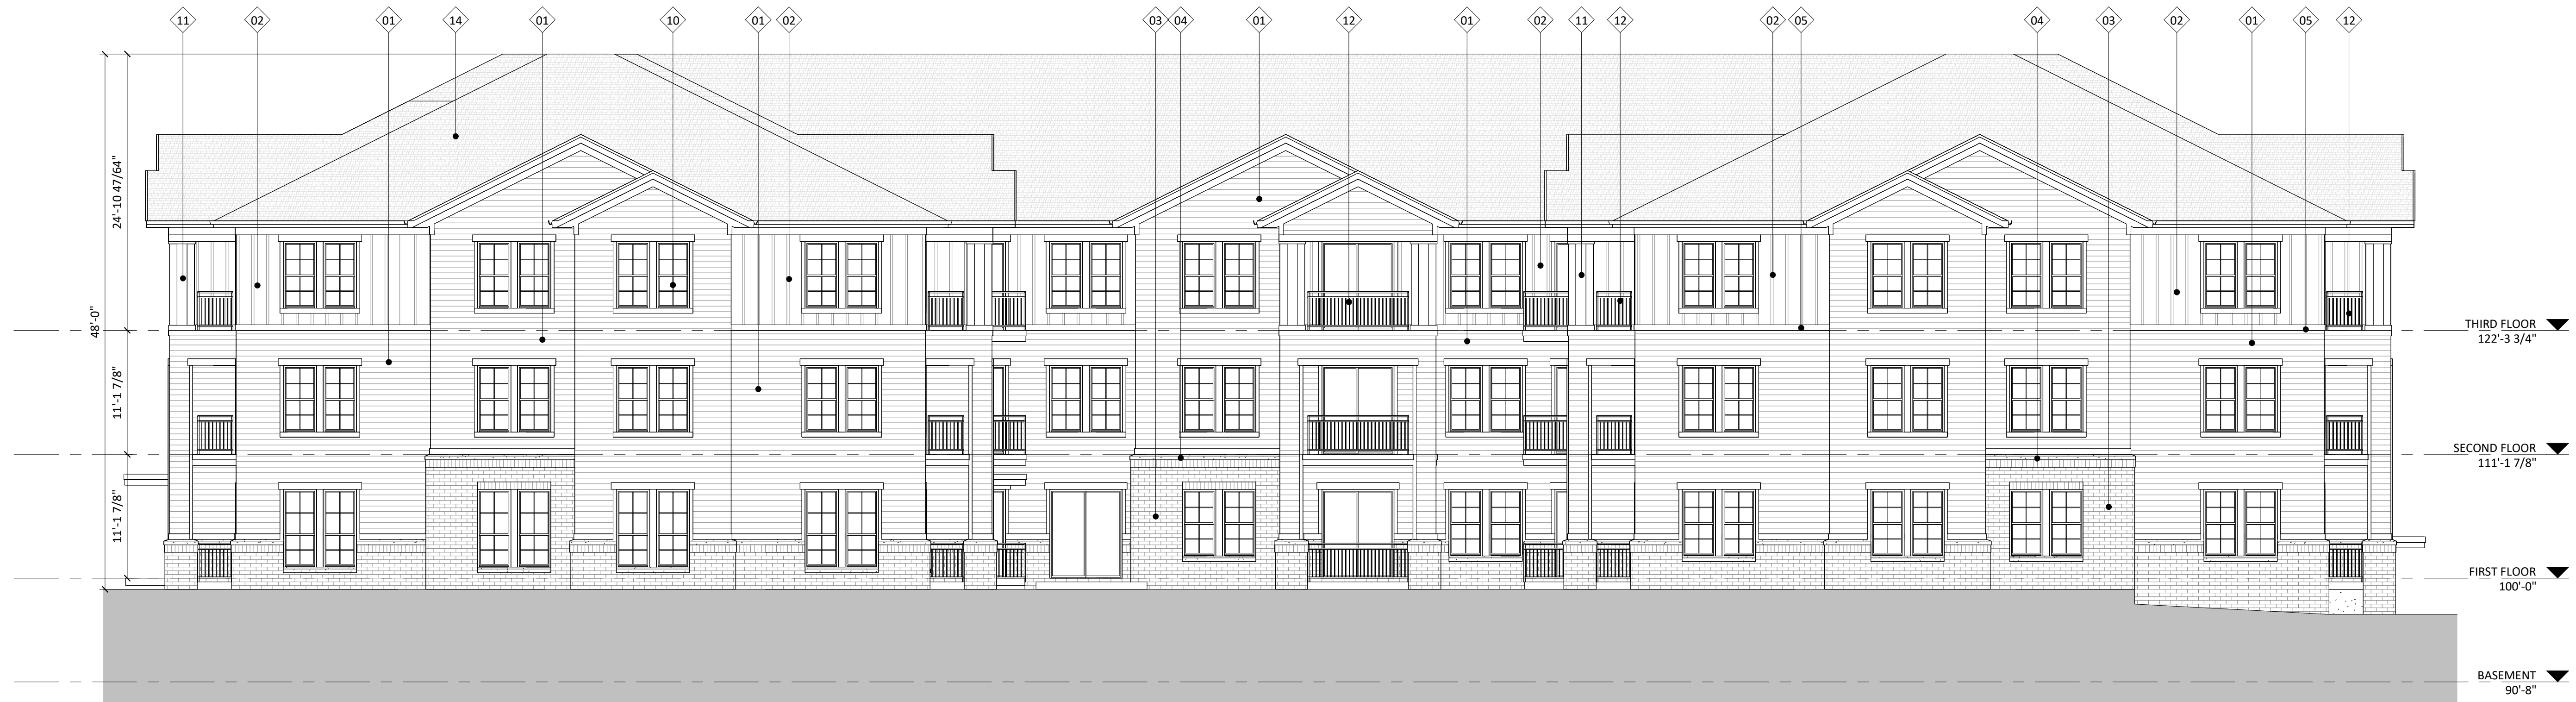 11 02 01 14 01 10 01 02 03 04 01 12 01 02 11 12 02 05 04 03 02 01 05 12
24'-10 47/64"
48'-0"
11'-1 7/8"
11'-1 7/8"
THIRD FLOOR
122'-3 3/4"
SECOND FLOOR
111'-1 7/8"
FIRST FLOOR
100'-0"
BASEMENT
90'-8"